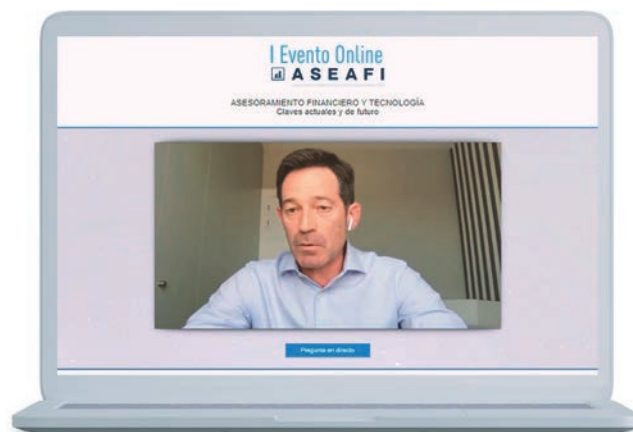 I Evento Online
ASEAFI
ASESORAMIENTO FINANCIERO Y TECNOLOGÍA
Claves actuales y de futuro
Pregunta en directo